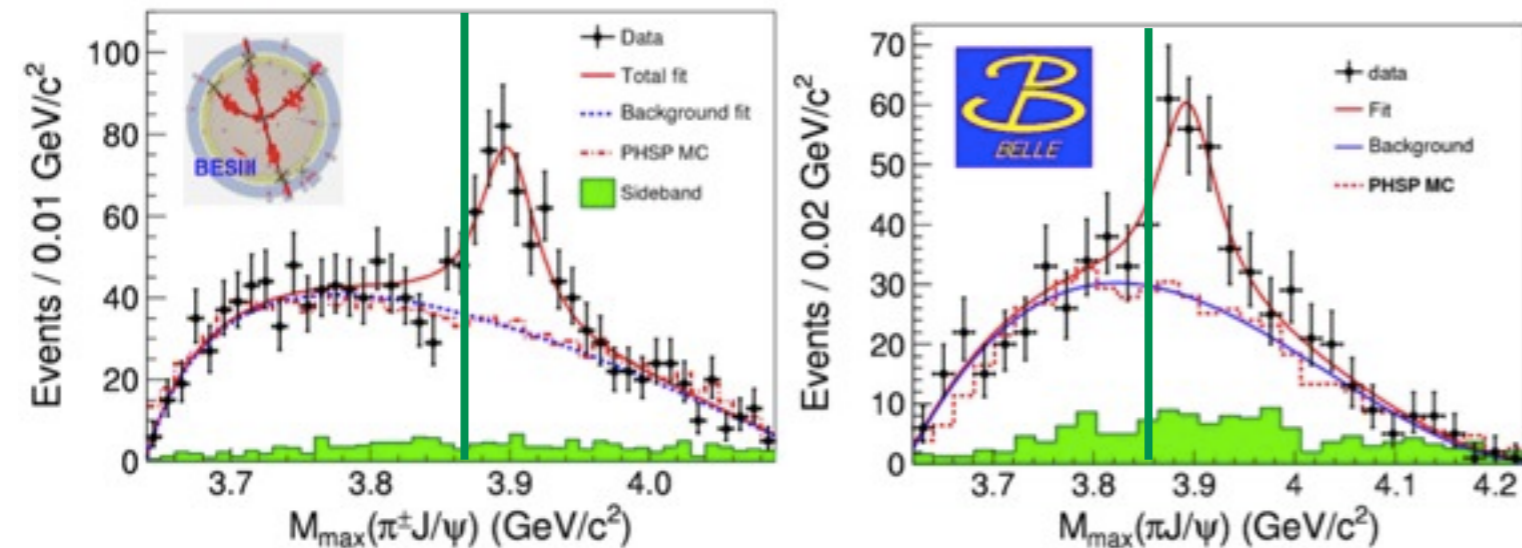 110
100
80
60
40
20
0
Events / 0.01 GeV/c²
BESIII
Data
Total fit
Background fit
PHSP MC
Sideband
3.7 3.8 3.9 4.0
M_max(π±J/ψ) (GeV/c²)
70
60
50
40
30
20
10
0
Events / 0.02 GeV/c²
B
BELLE
data
Fit
Background
PHSP MC
3.7 3.8 3.9 4 4.1 4.2
M_max(πJ/ψ) (GeV/c²)